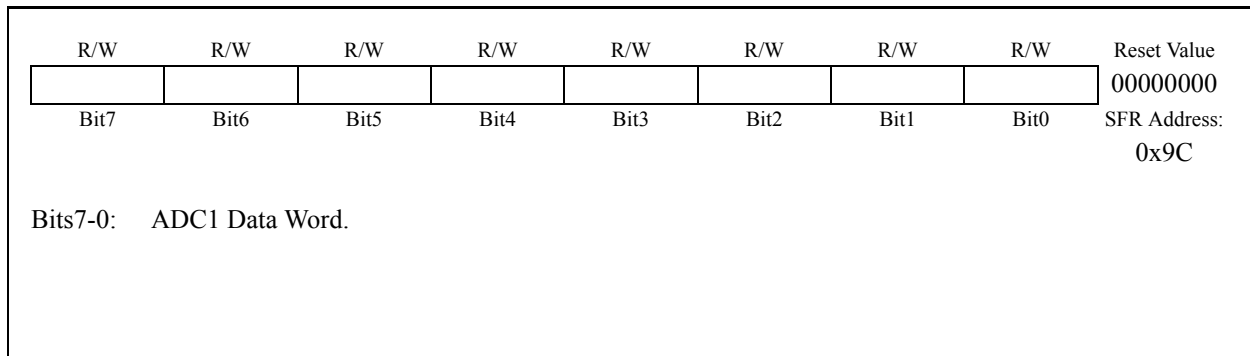 R/W R/W R/W R/W R/W R/W R/W R/W Reset Value
00000000
Bit7 Bit6 Bit5 Bit4 Bit3 Bit2 Bit1 Bit0 SFR Address:
0x9C
Bits7-0: ADC1 Data Word.